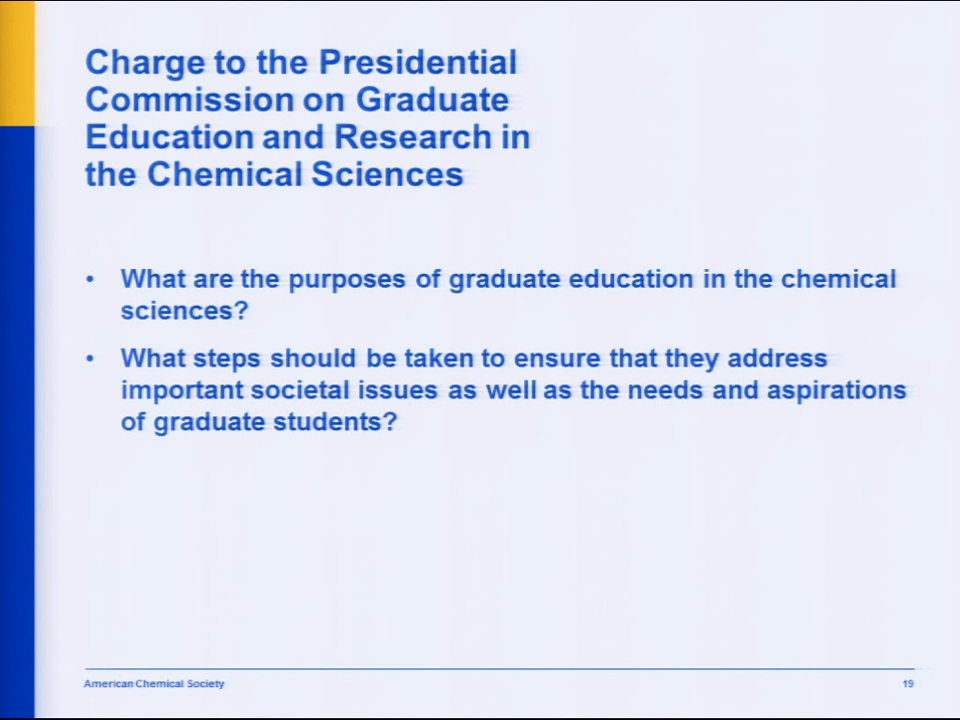 Charge to the Presidential
Commission on Graduate
Education and Research in
the Chemical Sciences
• What are the purposes of graduate education in the chemical
sciences?
• What steps should be taken to ensure that they address
important societal issues as well as the needs and aspirations
of graduate students?
American Chemical Society
19